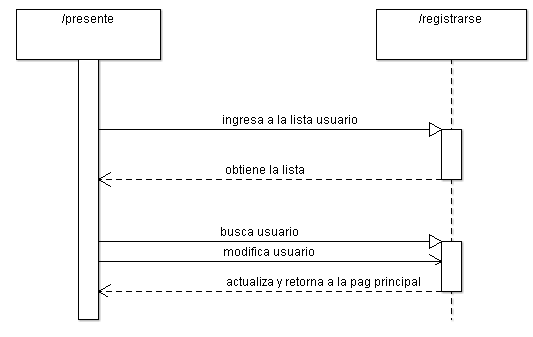 /presente
/registrarse
ingresa a la lista usuario
obtiene la lista
busca usuario
modifica usuario
actualiza y retorna a la pag principal